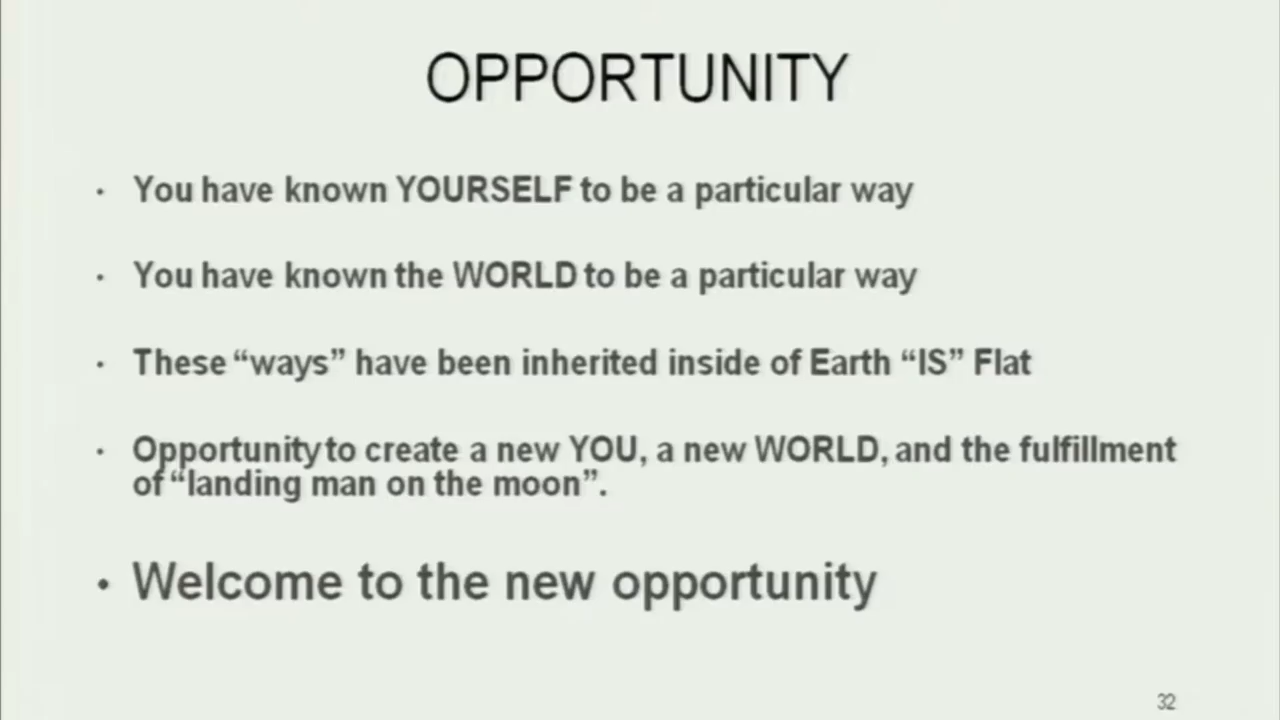 OPPORTUNITY
• You have known YOURSELF to be a particular way
• You have known the WORLD to be a particular way
• These “ways” have been inherited inside of Earth “IS” Flat
• Opportunity to create a new YOU, a new WORLD, and the fulfillment
of “landing man on the moon”.
• Welcome to the new opportunity
32